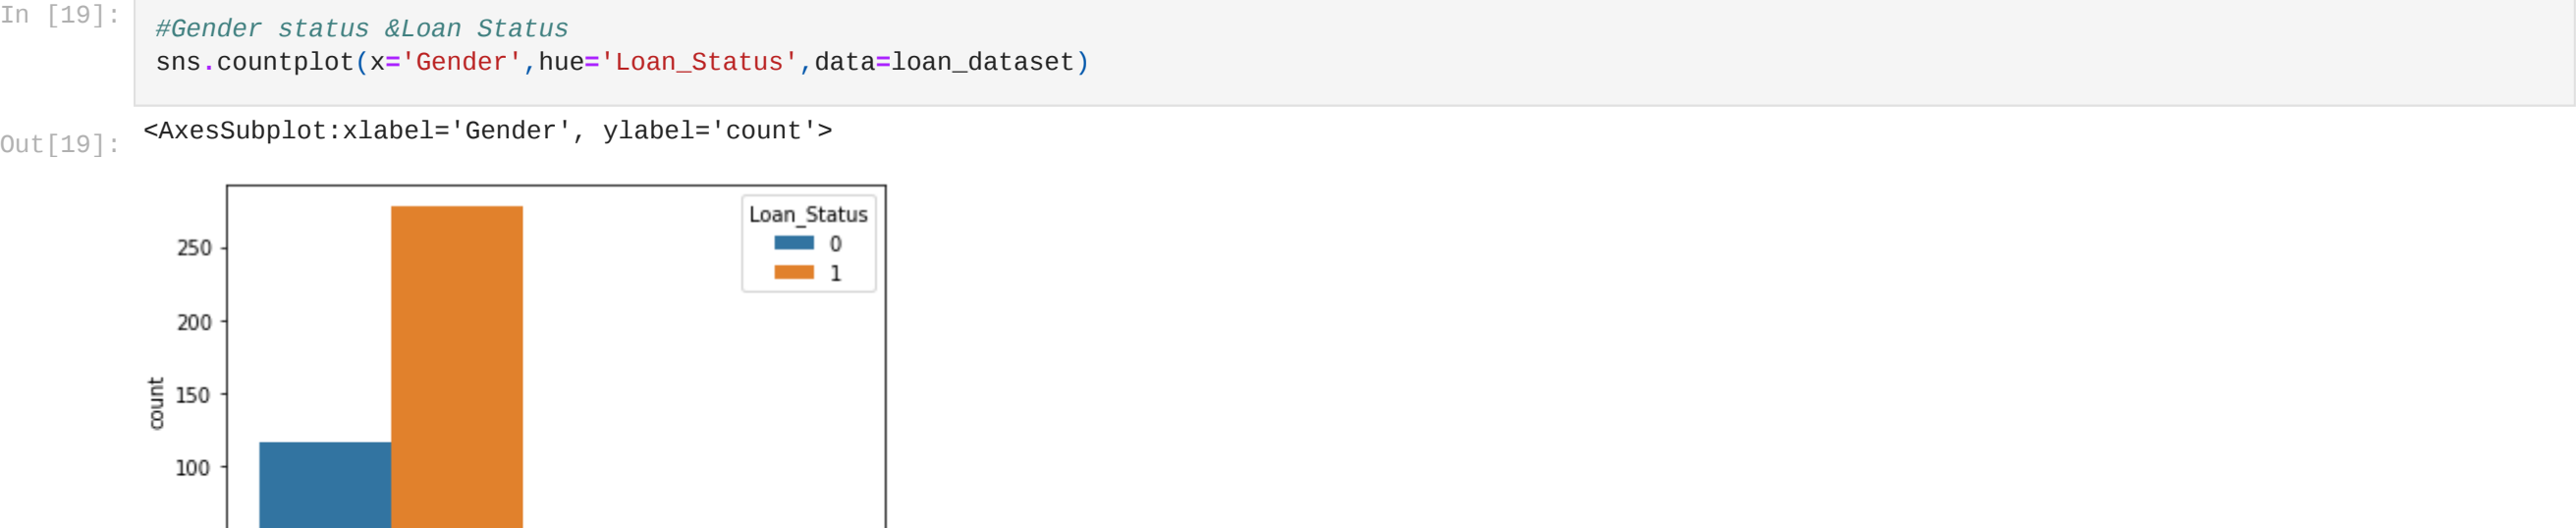 In [19]:
#Gender status &Loan Status
sns.countplot(x='Gender',hue='Loan_Status',data=loan_dataset)
Out[19]:
<AxesSubplot:xlabel='Gender', ylabel='count'>
Loan_Status
0
1
250
200
150
100
count